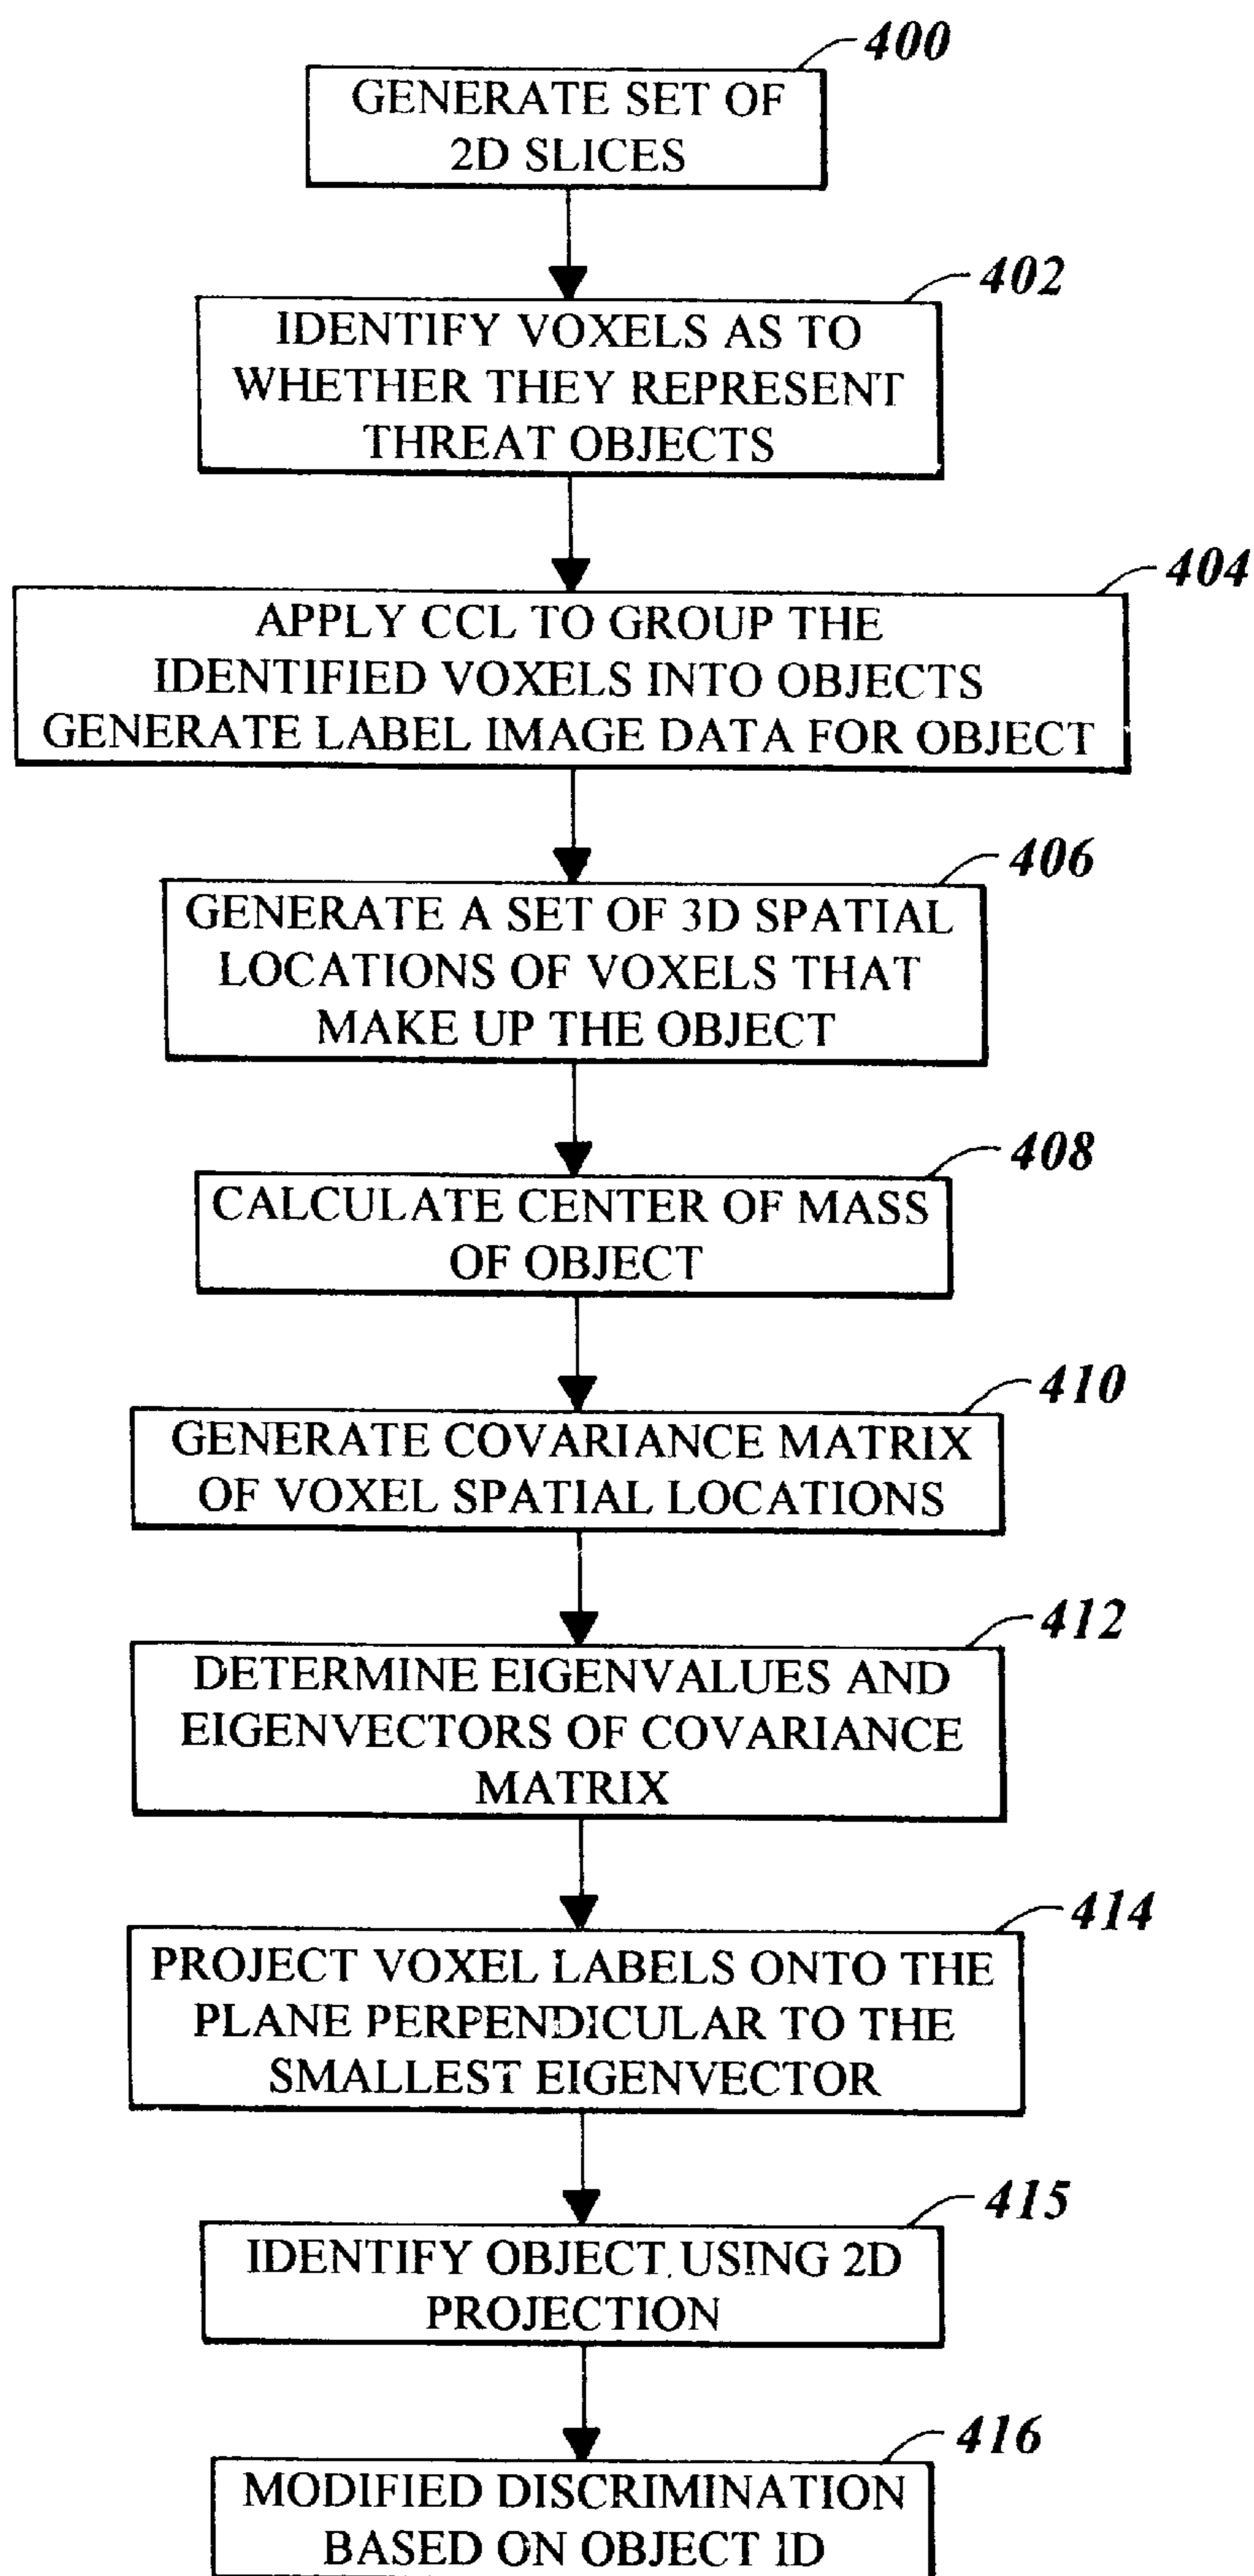 400
GENERATE SET OF
2D SLICES
402
IDENTIFY VOXELS AS TO
WHETHER THEY REPRESENT
THREAT OBJECTS
404
APPLY CCL TO GROUP THE
IDENTIFIED VOXELS INTO OBJECTS
GENERATE LABEL IMAGE DATA FOR OBJECT
406
GENERATE A SET OF 3D SPATIAL
LOCATIONS OF VOXELS THAT
MAKE UP THE OBJECT
408
CALCULATE CENTER OF MASS
OF OBJECT
410
GENERATE COVARIANCE MATRIX
OF VOXEL SPATIAL LOCATIONS
412
DETERMINE EIGENVALUES AND
EIGENVECTORS OF COVARIANCE
MATRIX
414
PROJECT VOXEL LABELS ONTO THE
PLANE PERPENDICULAR TO THE
SMALLEST EIGENVECTOR
415
IDENTIFY OBJECT USING 2D
PROJECTION
416
MODIFIED DISCRIMINATION
BASED ON OBJECT ID